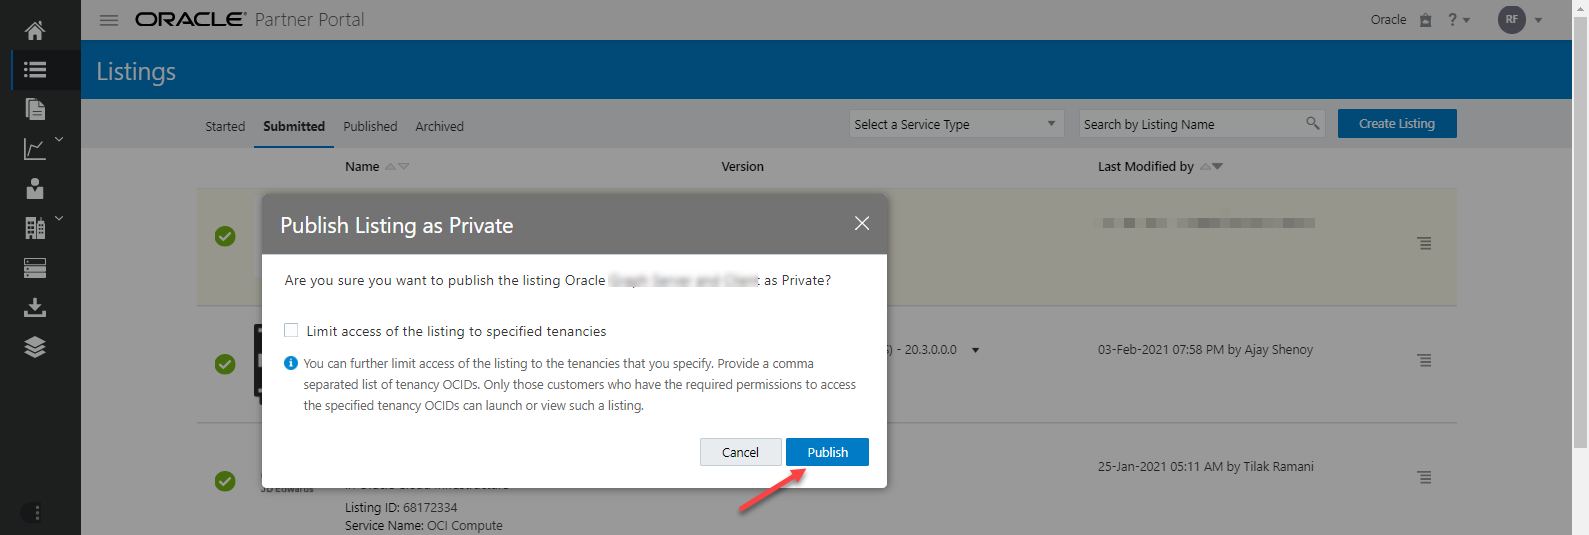 ORACLE® Partner Portal
Oracle ? RF
Listings
Started Submitted Published Archived Select a Service Type Search by Listing Name Create Listing
Name Version Last Modified by
Publish Listing as Private
Are you sure you want to publish the listing Oracle Graph Server and Client as Private?
Limit access of the listing to specified tenancies
You can further limit access of the listing to the tenancies that you specify. Provide a comma
separated list of tenancy OCIDs. Only those customers who have the required permissions to access
the specified tenancy OCIDs can launch or view such a listing.
Cancel Publish
) - 20.3.0.0.0 03-Feb-2021 07:58 PM by Ajay Shenoy
25-Jan-2021 05:11 AM by Tilak Ramani
JD Edwards
Listing ID: 68172334
Service Name: OCI Compute